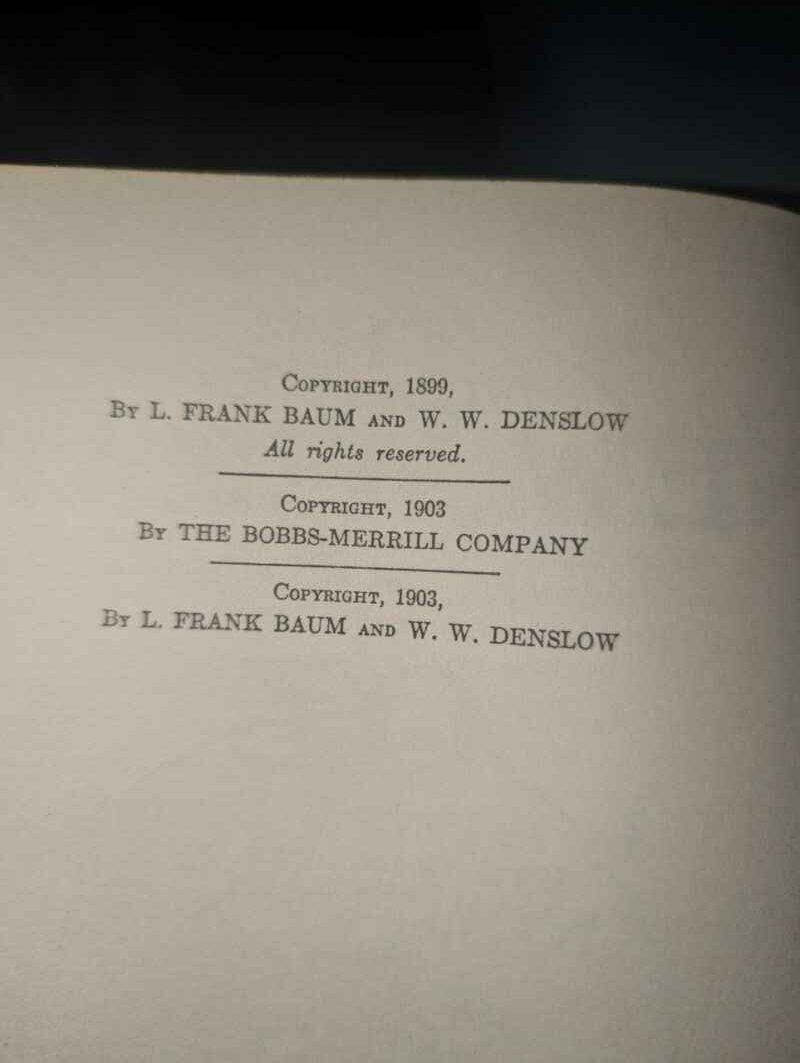 Copyright, 1899,
By L. FRANK BAUM AND W. W. DENSLOW
All rights reserved.
Copyright, 1903
By THE BOBBS-MERRILL COMPANY
Copyright, 1903,
By L. FRANK BAUM AND W. W. DENSLOW